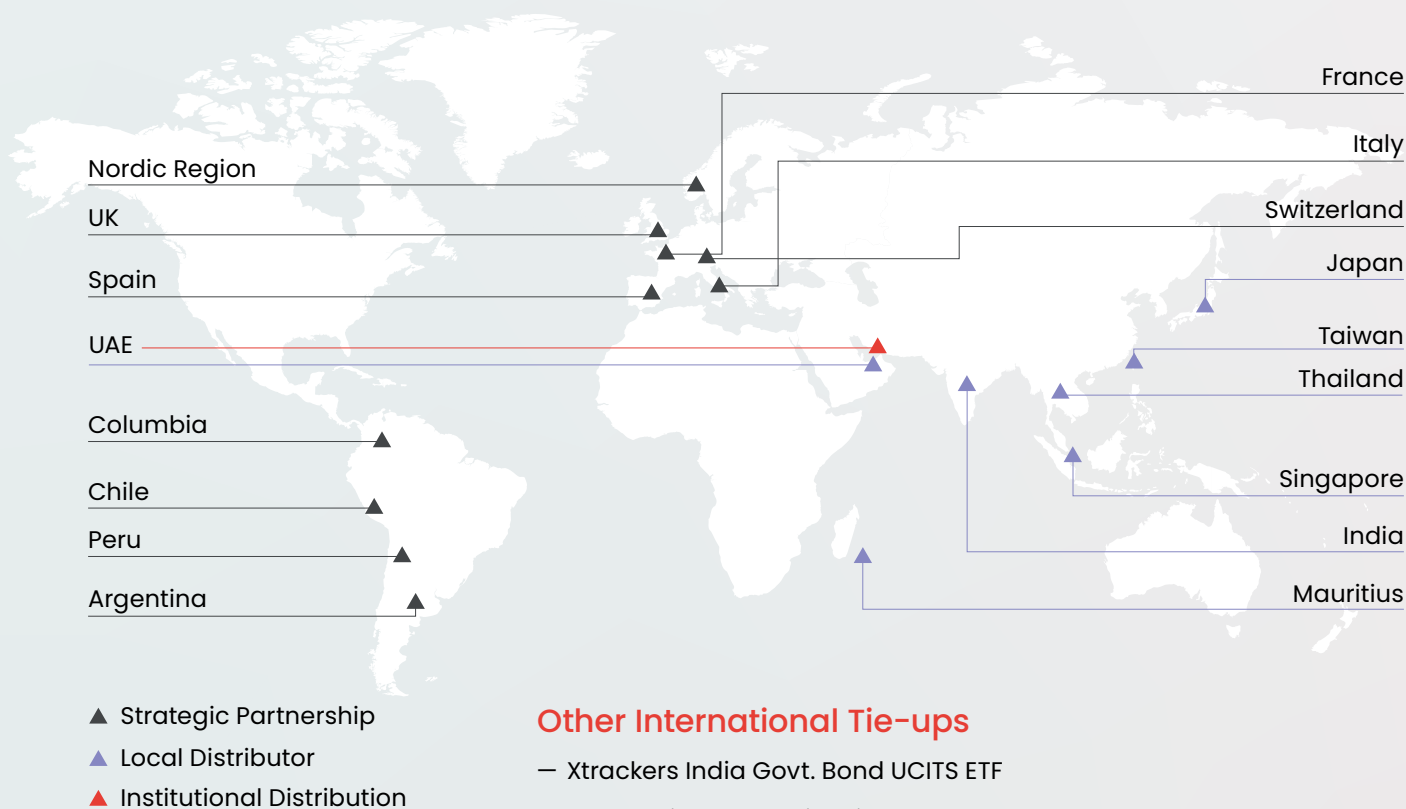 France
Italy
Nordic Region
Switzerland
UK
Japan
Spain
Taiwan
UAE
Thailand
Columbia
Singapore
Chile
India
Peru
Mauritius
Argentina
Strategic Partnership
Local Distributor
Institutional Distribution
Other International Tie-ups
— Xtrackers India Govt. Bond UCITS ETF